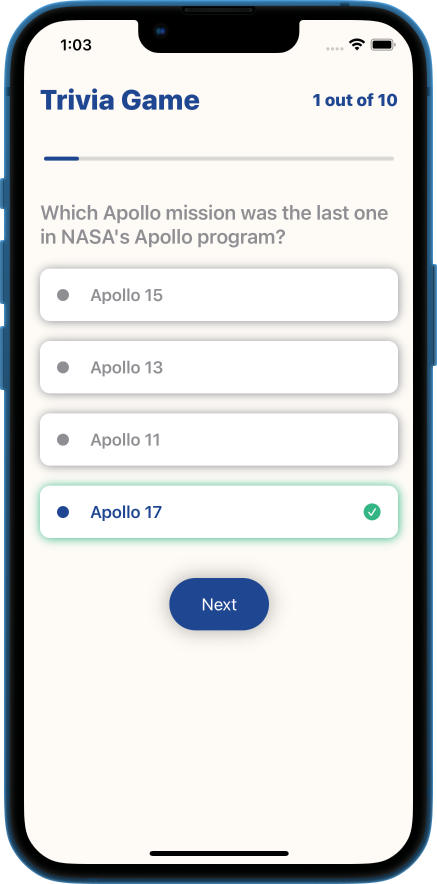 1:03
Trivia Game
1 out of 10
Which Apollo mission was the last one
in NASA's Apollo program?
Apollo 15
Apollo 13
Apollo 11
Apollo 17
Next